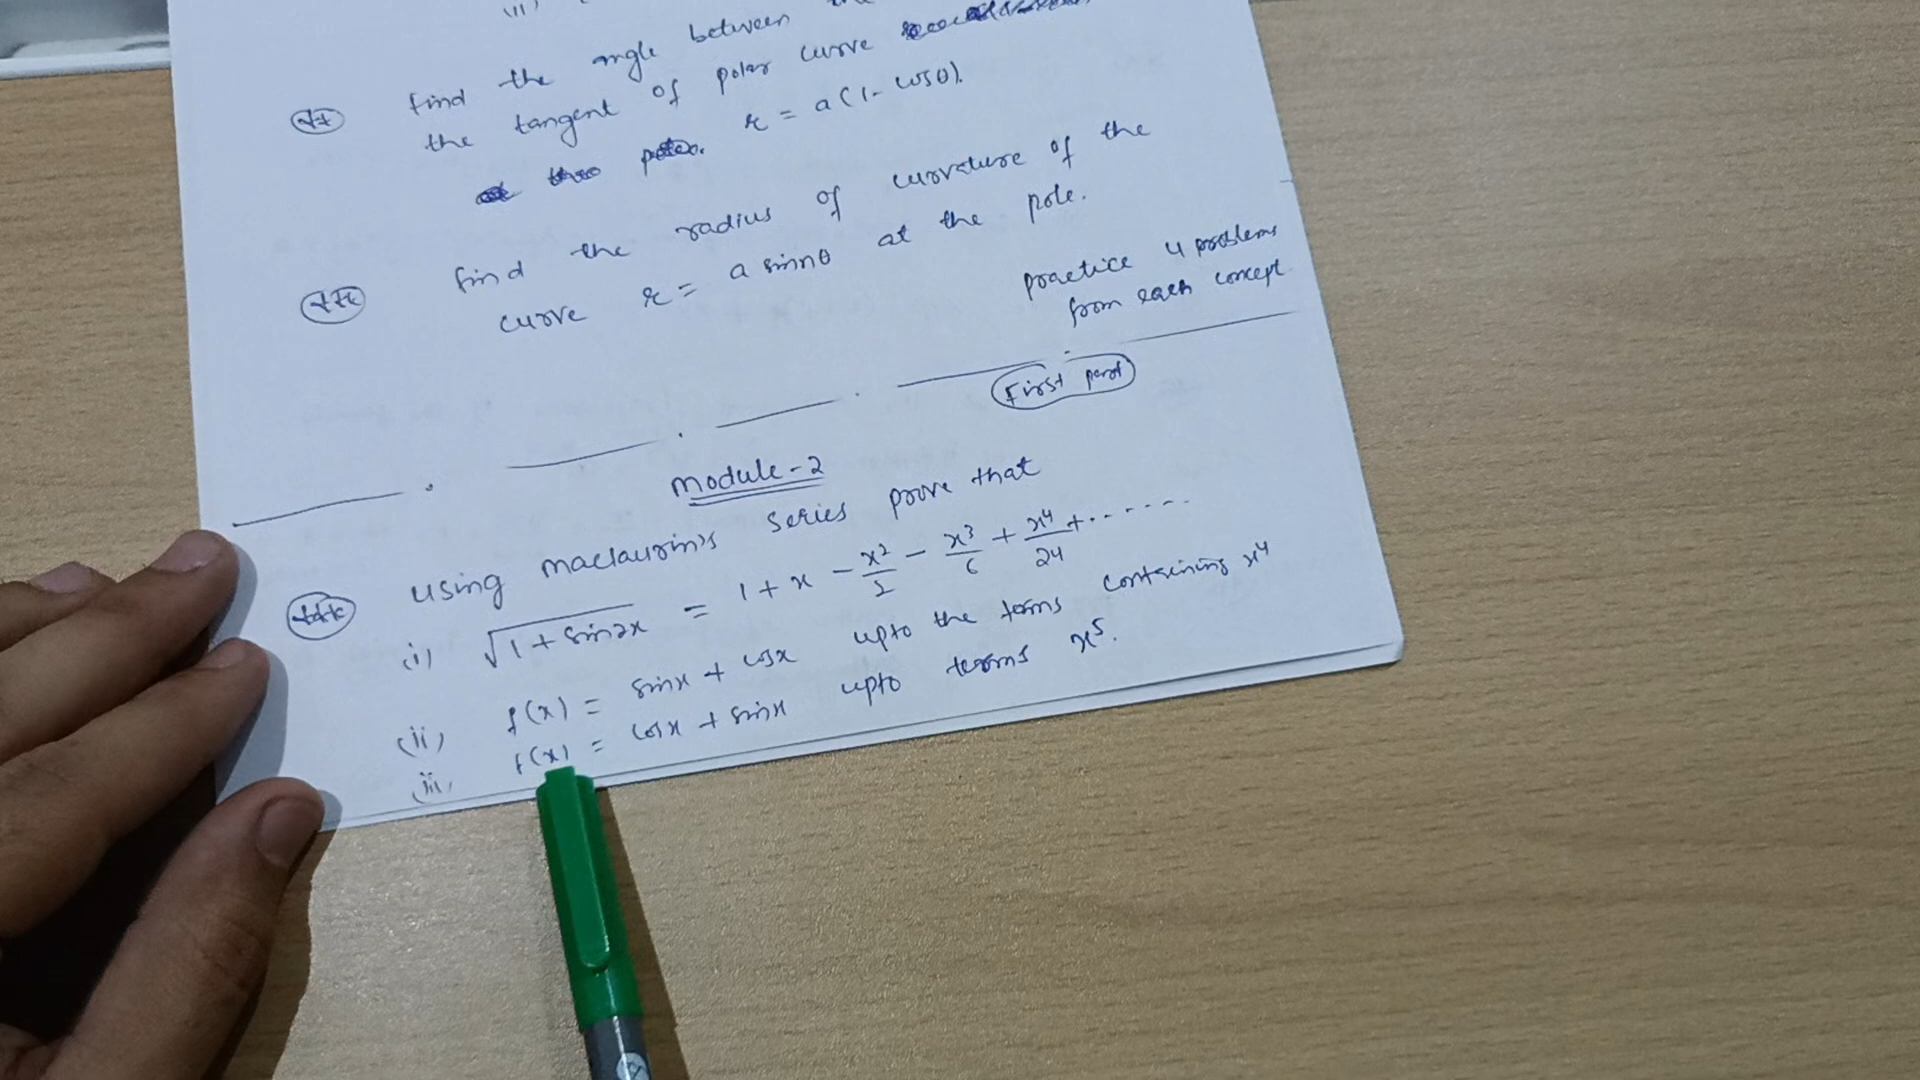 find the angle between
the tangent of polar curve
r = a(1- cosθ).
find the radius of curvature of the
curve r = a sin nθ at the pole.
practice 4 problems
from each concept
First part
Module-2
using maclaurin's series prove that
(i) √1+sin2x = 1+x - x²/2 - x³/6 + x⁴/24 + .......
(ii) f(x) = sinx + cosx upto the terms containing x⁴
(iii) f(x) = cosx + sinx upto terms x⁵.